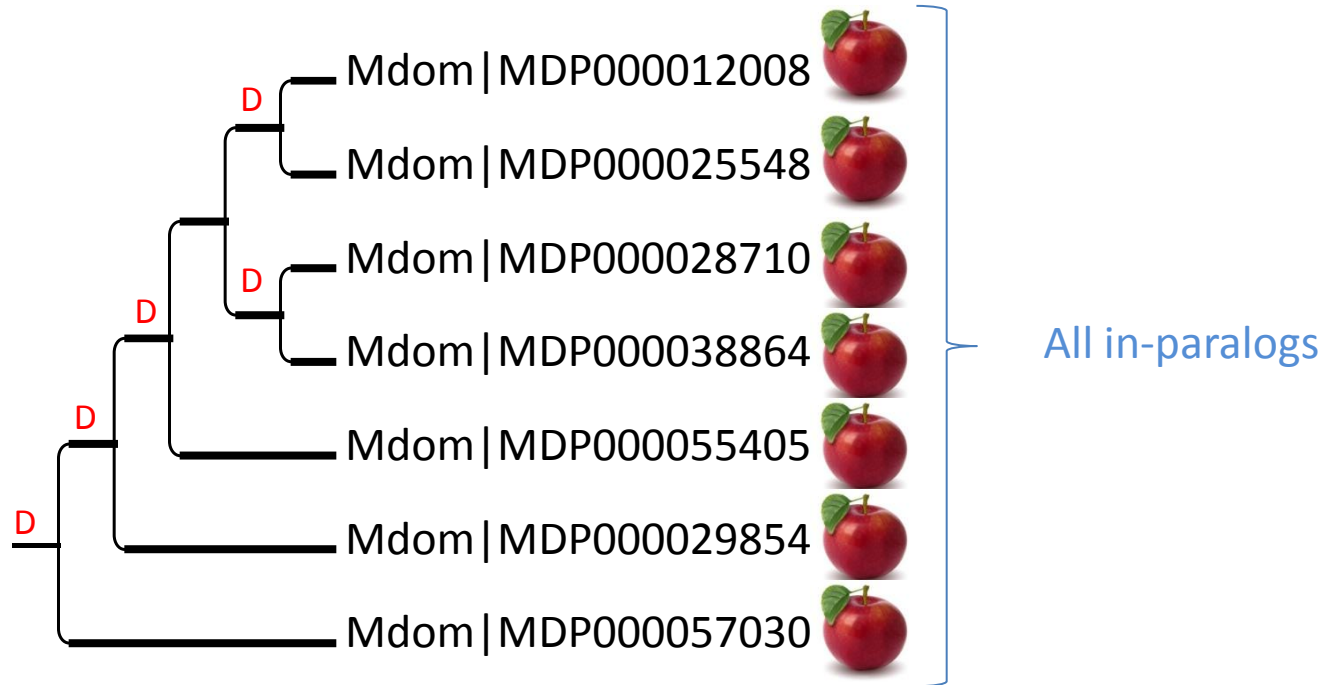 D
Mdom|MDP000012008
Mdom|MDP000025548
D
Mdom|MDP000028710
D
Mdom|MDP000038864
All in-paralogs
D
Mdom|MDP000055405
D
Mdom|MDP000029854
Mdom|MDP000057030